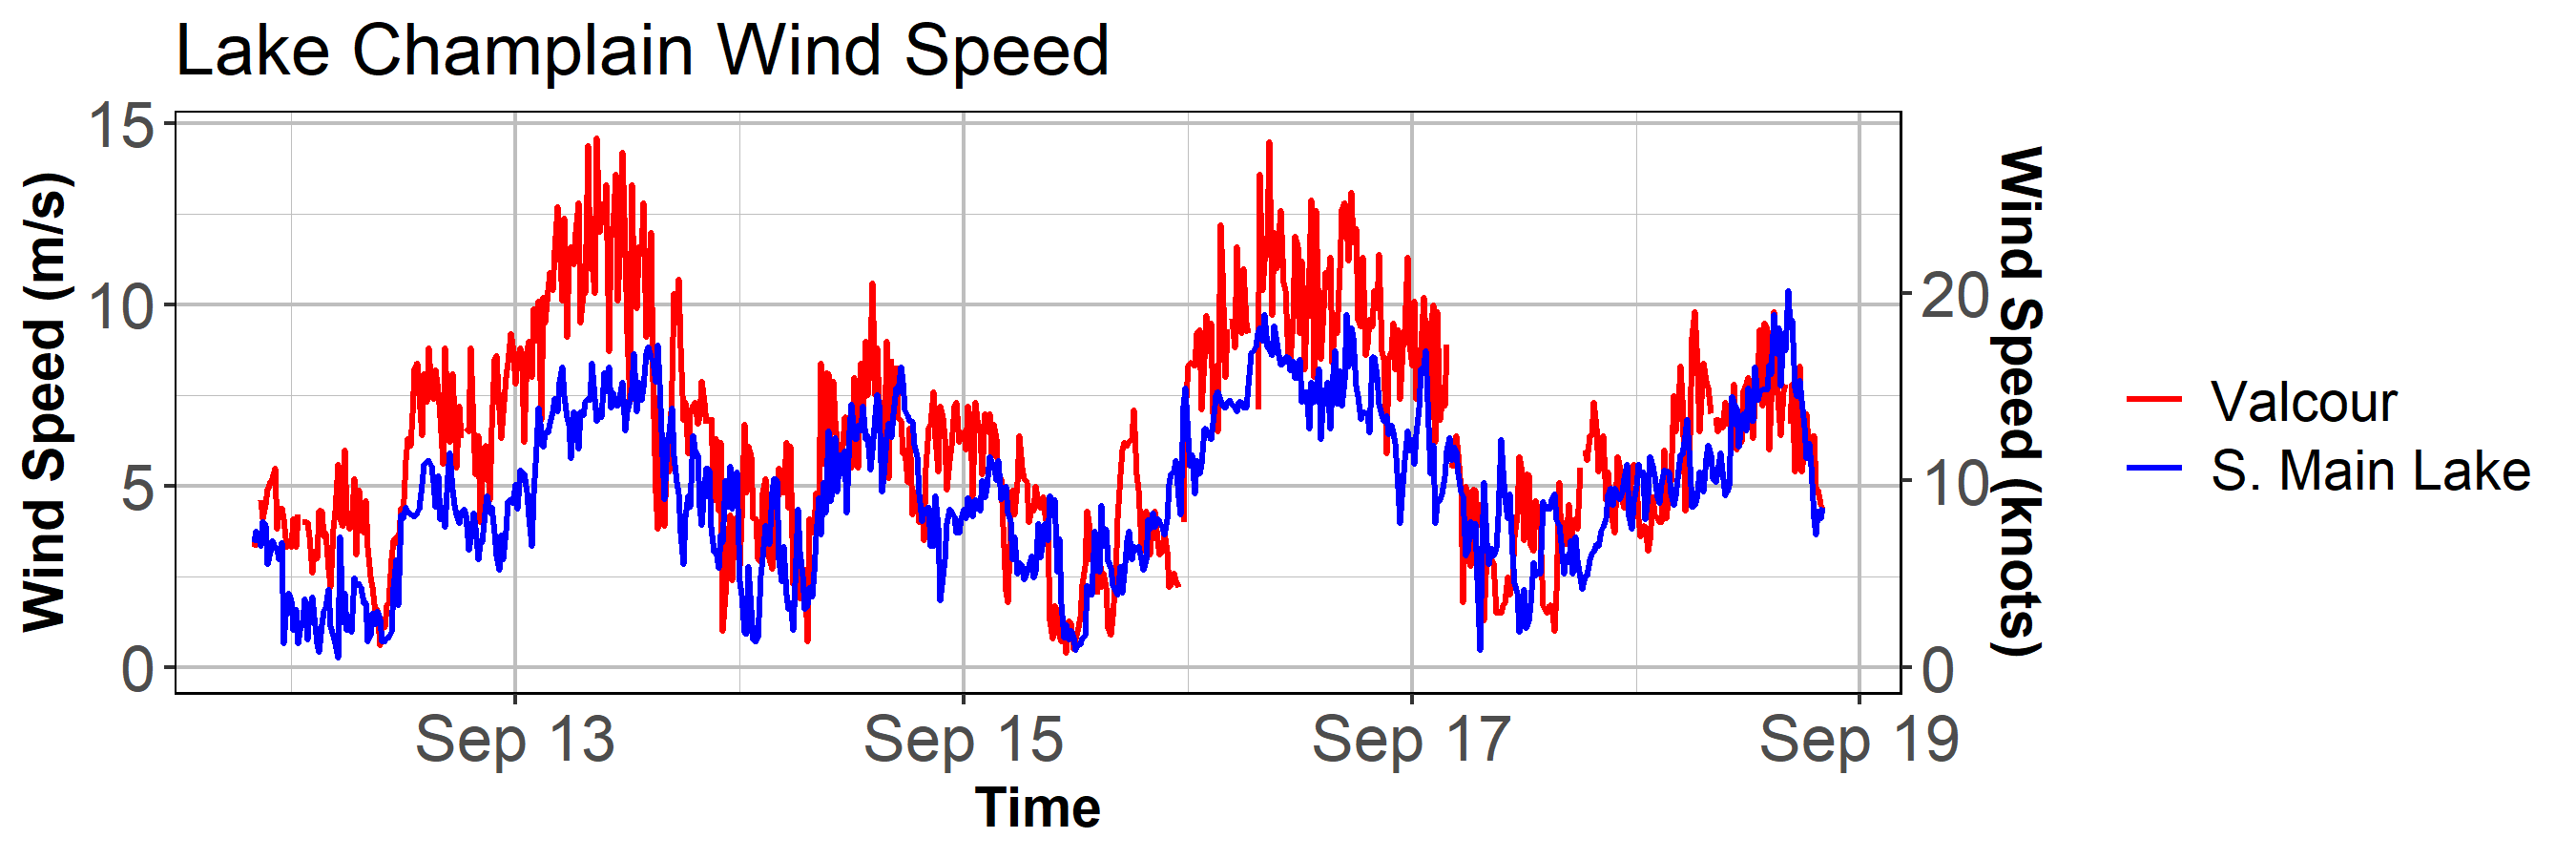 Lake Champlain Wind Speed
Wind Speed (m/s)
15
10
5
0
20
10
0
Wind Speed (knots)
Sep 13
Sep 15
Sep 17
Sep 19
Time
Valcour
S. Main Lake